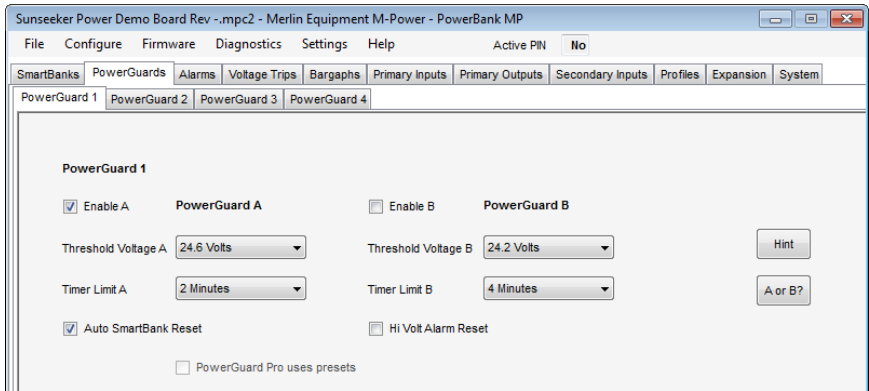 Sunseeker Power Demo Board Rev -.mpc2 - Merlin Equipment M-Power - PowerBank MP
File Configure Firmware Diagnostics Settings Help Active PIN No
SmartBanks PowerGuards Alarms Voltage Trips Bargaphs Primary Inputs Primary Outputs Secondary Inputs Profiles Expansion System
PowerGuard 1 PowerGuard 2 PowerGuard 3 PowerGuard 4
PowerGuard 1
Enable A PowerGuard A Enable B PowerGuard B
Threshold Voltage A 24.6 Volts Threshold Voltage B 24.2 Volts Hint
Timer Limit A 2 Minutes Timer Limit B 4 Minutes A or B?
Auto SmartBank Reset Hi Volt Alarm Reset
PowerGuard Pro uses presets